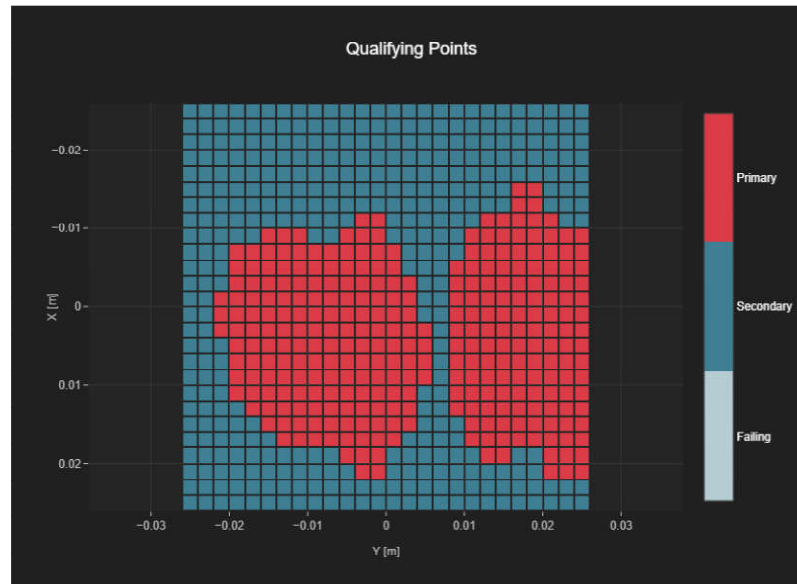 Qualifying Points
−0.02
−0.01
0
0.01
0.02
X [m]
−0.03
−0.02
−0.01
0
0.01
0.02
0.03
Y [m]
Primary
Secondary
Failing